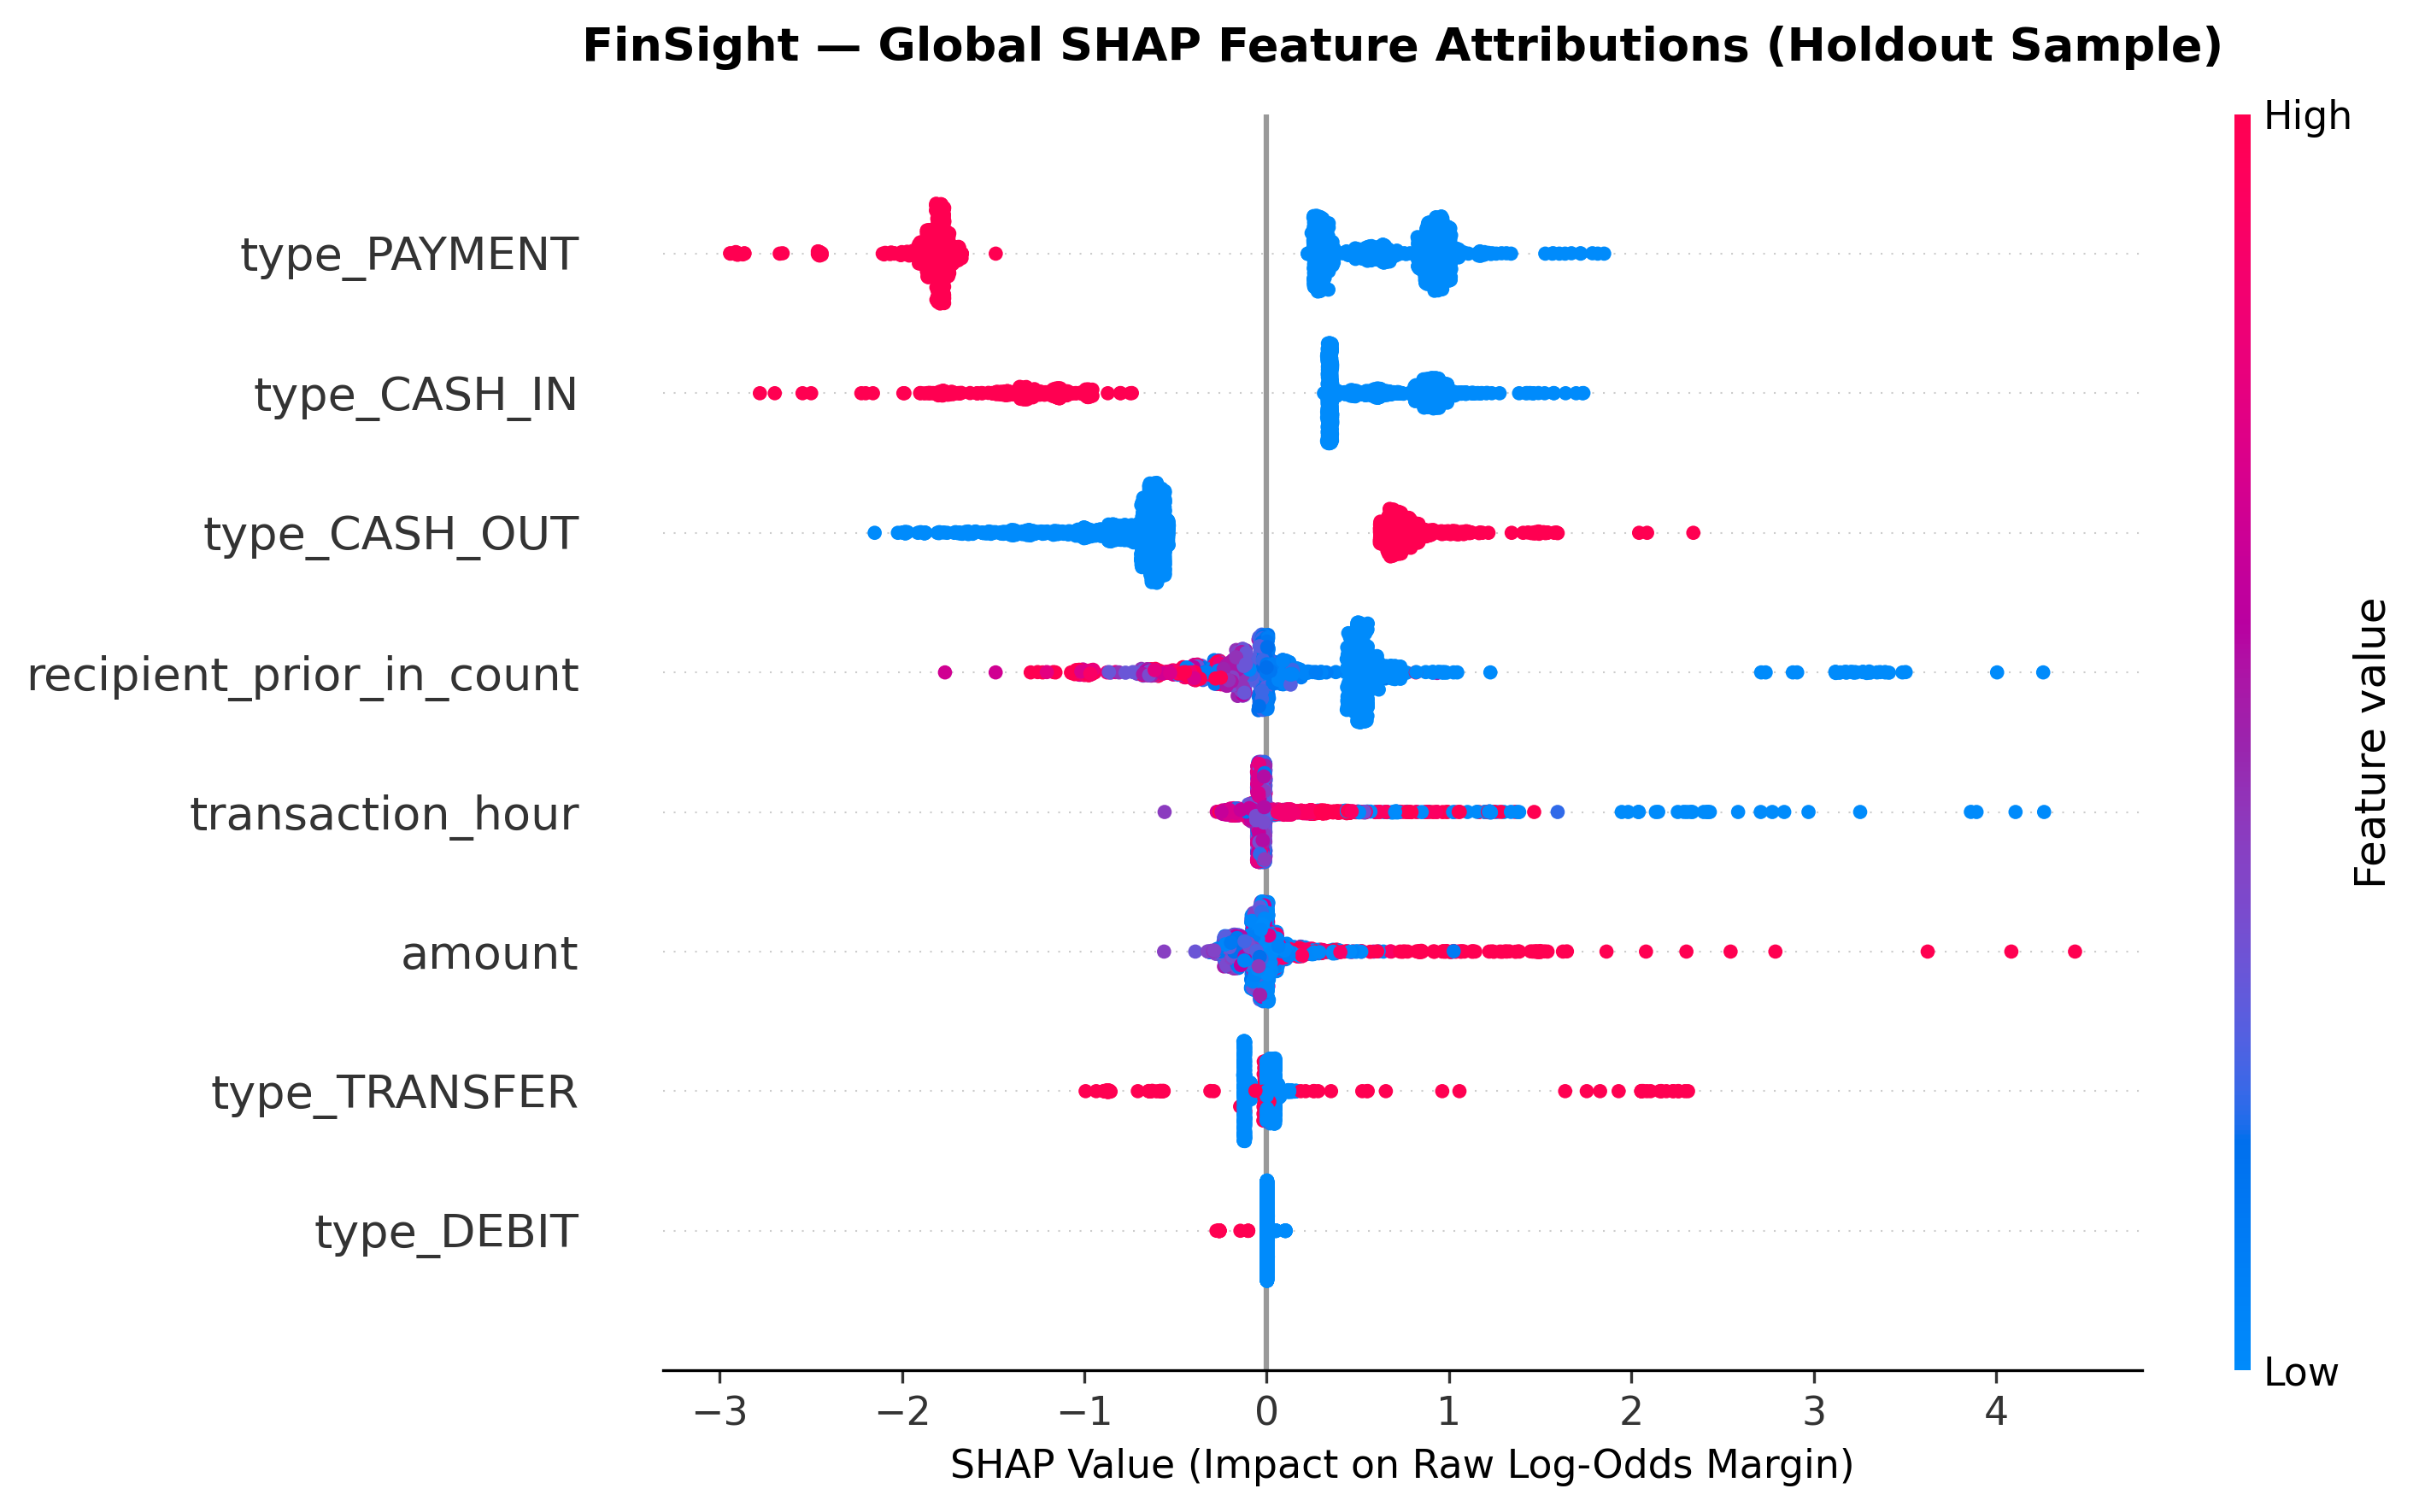 FinSight — Global SHAP Feature Attributions (Holdout Sample)
High
type_PAYMENT
type_CASH_IN
type_CASH_OUT
recipient_prior_in_count
transaction_hour
amount
type_TRANSFER
type_DEBIT
Feature value
Low
−3 −2 −1 0 1 2 3 4
SHAP Value (Impact on Raw Log-Odds Margin)